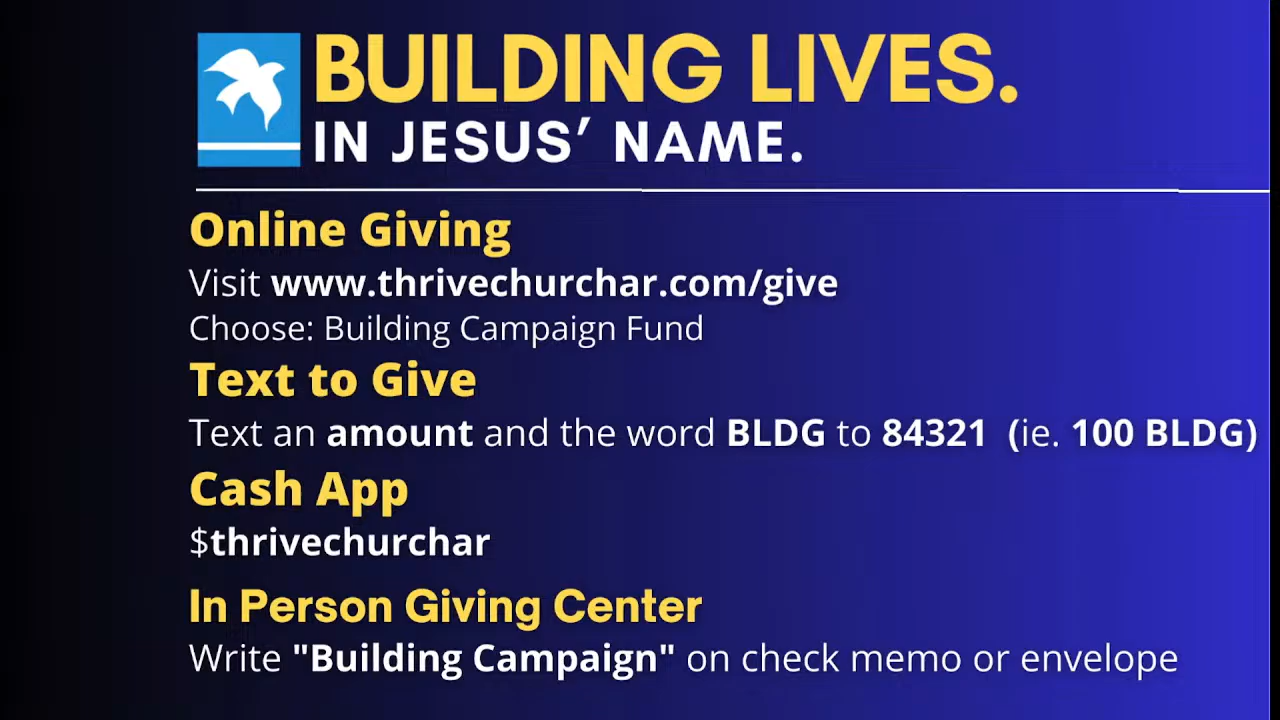 BUILDING LIVES.
IN JESUS’ NAME.
Online Giving
Visit www.thrivechurchar.com/give
Choose: Building Campaign Fund
Text to Give
Text an amount and the word BLDG to 84321 (ie. 100 BLDG)
Cash App
$thrivechurchar
In Person Giving Center
Write "Building Campaign" on check memo or envelope